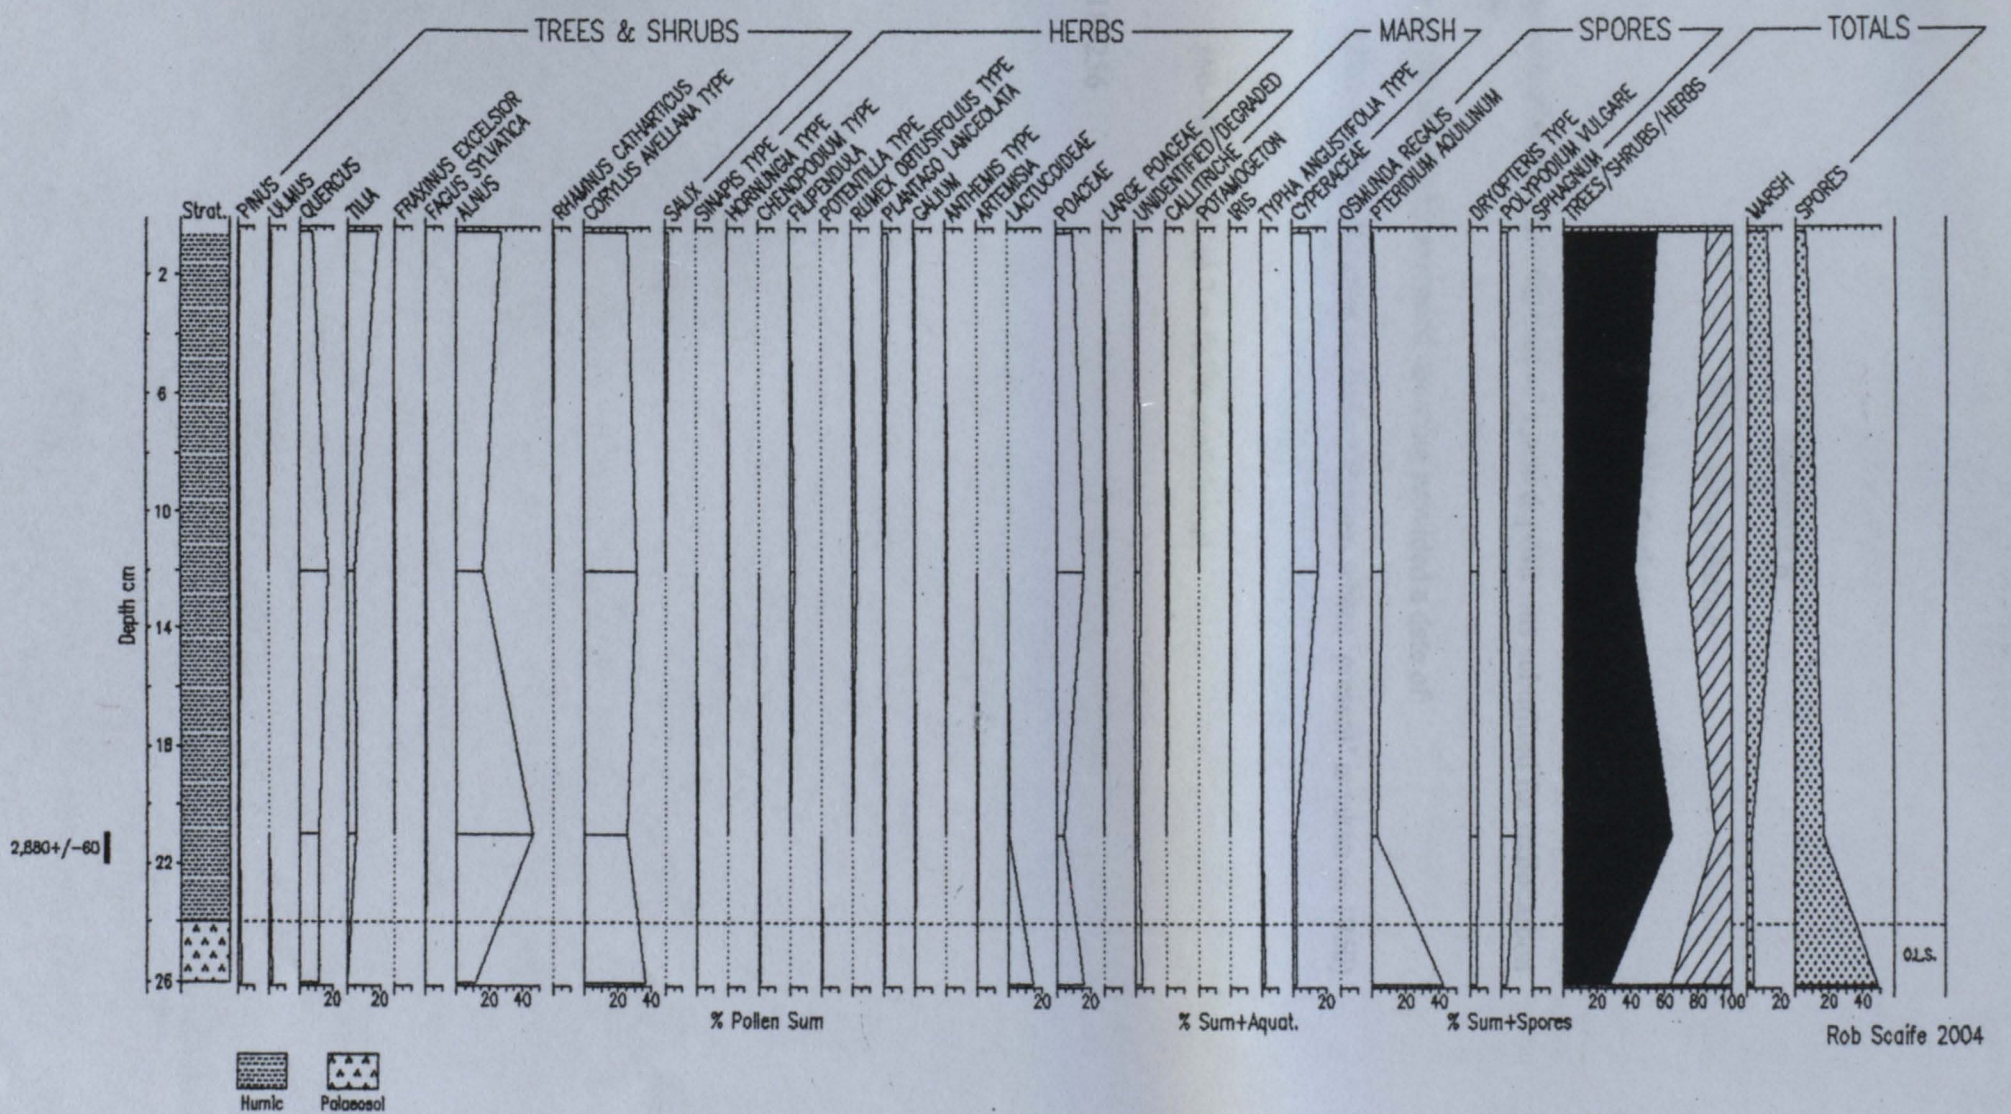 TREES & SHRUBS
HERBS
MARSH
SPORES
TOTALS
Strat.
PINUS
ULMUS
QUERCUS
TILIA
FRAXINUS EXCELSIOR
FAGUS SYLVATICA
ALNUS
RHAMNUS CATHARTICUS
CORYLUS AVELLANA TYPE
SALIX
SINAPIS TYPE
HORNUNGIA TYPE
CHENOPODIUM TYPE
FILIPENDULA
POTENTILLA TYPE
RUMEX OBTUSIFOLIUS TYPE
PLANTAGO LANCEOLATA
GALIUM
ANTHEMIS TYPE
ARTEMISIA
LACTUCOIDEAE
POACEAE
LARGE POACEAE
UNIDENTIFIED/DEGRADED
CALLITRICHE
POTAMOGETON
IRIS
TYPHA ANGUSTIFOLIA TYPE
CYPERACEAE
OSMUNDA REGALIS
PTERIDIUM AQUILINUM
DRYOPTERIS TYPE
POLYPODIUM VULGARE
SPHAGNUM
TREES/SHRUBS/HERBS
MARSH
SPORES
2
6
10
14
18
22
26
Depth cm
2,880+/-60
O.L.S.
20 20 20 40 20 40 20 20 20 20 40 20 40 60 80 100 20 20 40
% Pollen Sum
% Sum+Aquat.
% Sum+Spores
Rob Scaife 2004
Humic
Palaeosol